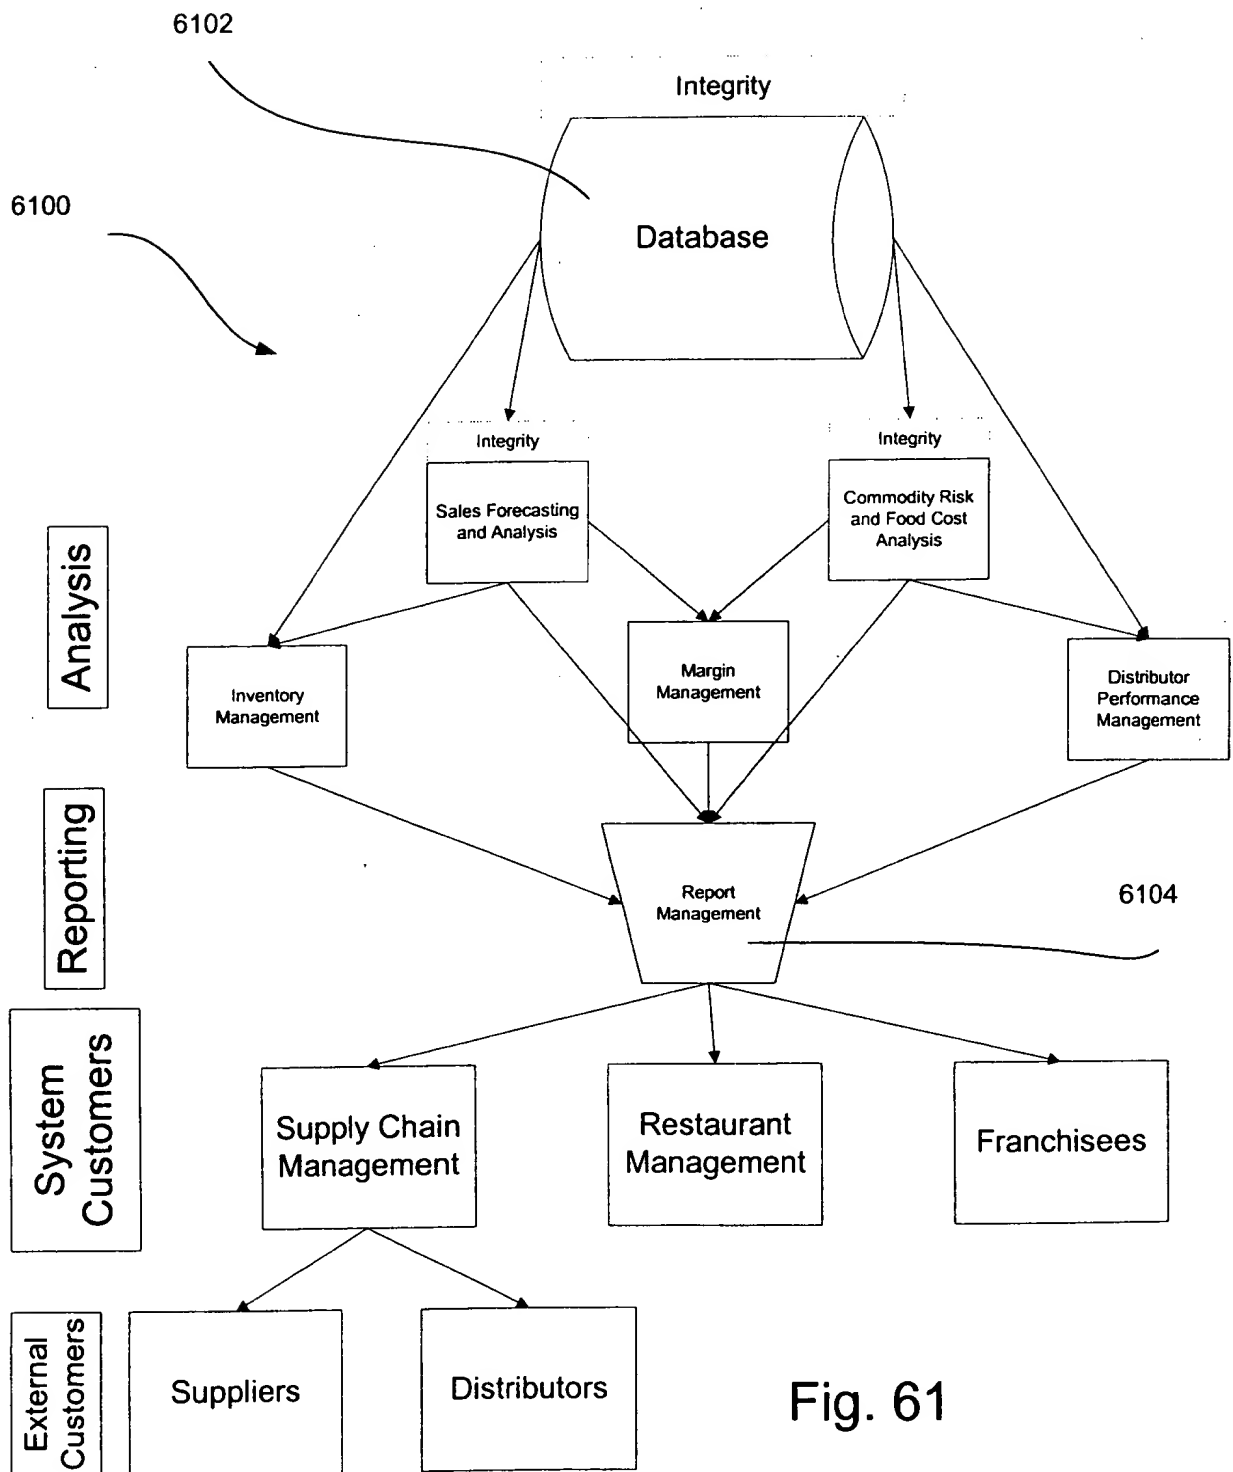 6102
Integrity
6100
Database
Integrity
Integrity
Sales Forecasting
and Analysis
Commodity Risk
and Food Cost
Analysis
Analysis
Inventory
Management
Margin
Management
Distributor
Performance
Management
Reporting
Report
Management
6104
System
Customers
Supply Chain
Management
Restaurant
Management
Franchisees
External
Customers
Suppliers
Distributors
Fig. 61